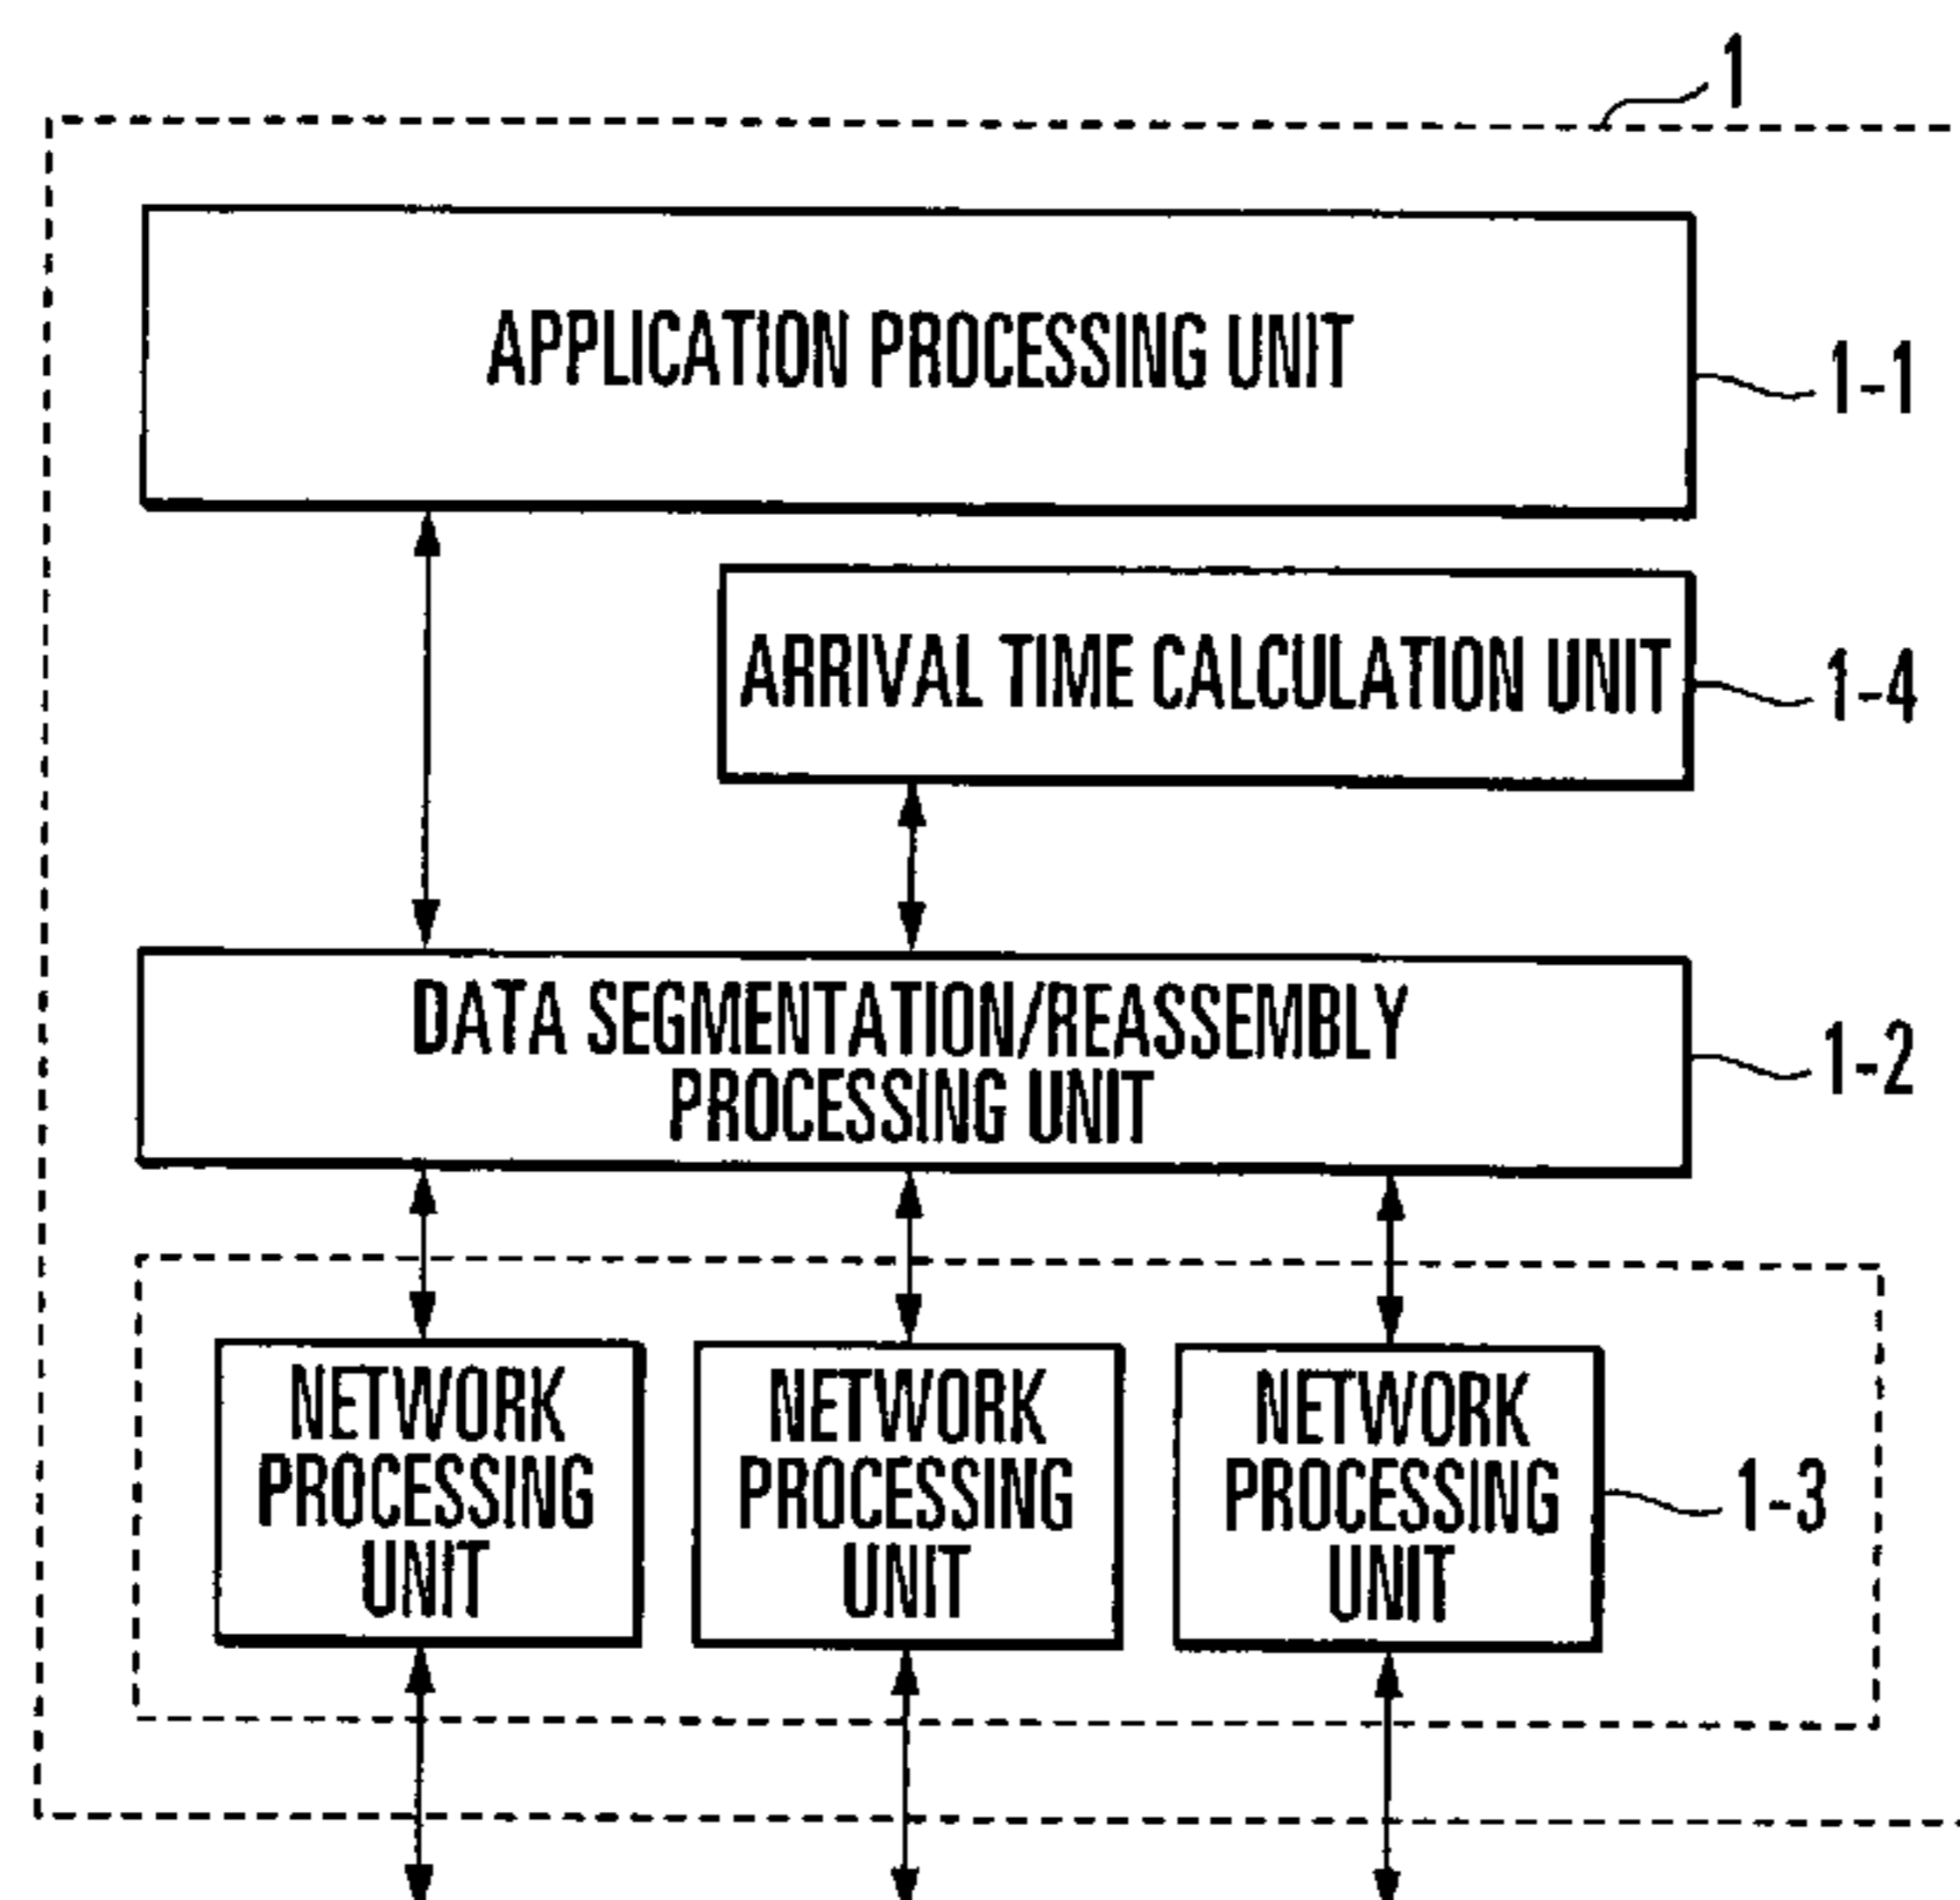 1
APPLICATION PROCESSING UNIT
1-1
ARRIVAL TIME CALCULATION UNIT
1-4
DATA SEGMENTATION/REASSEMBLY
PROCESSING UNIT
1-2
NETWORK
PROCESSING
UNIT
NETWORK
PROCESSING
UNIT
NETWORK
PROCESSING
UNIT
1-3